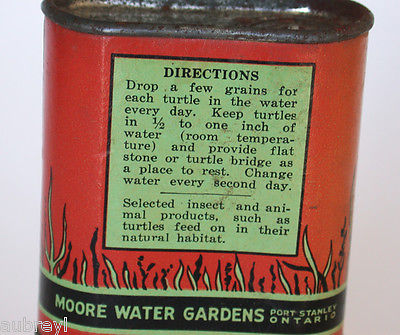 DIRECTIONS
Drop a few grains for
each turtle in the water
every day. Keep turtles
in ½ to one inch of
water (room tempera-
ture) and provide flat
stone or turtle bridge as
a place to rest. Change
water every second day.
Selected insect and ani-
mal products, such as
turtles feed on in their
natural habitat.
MOORE WATER GARDENS PORT STANLEY
ONTARIO
aubreyl